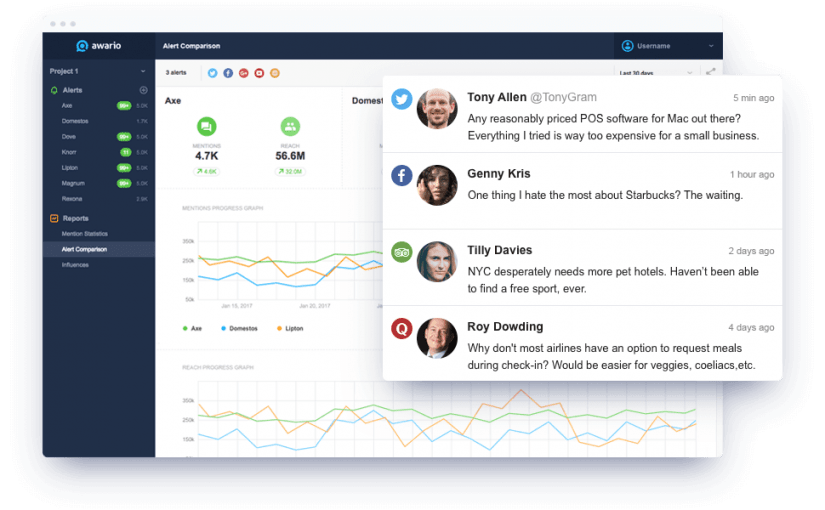 awario
Alert Comparison
Username
Project 1
3 alerts
Last 30 days
Alerts
Axe 99+ 5.0K
Domestos 1.7K
Dove 99+ 5.0K
Knorr 11 5.0K
Lipton 99+ 5.0K
Magnum 99+ 5.0K
Rexona 2.9K
Reports
Mention Statistics
Alert Comparison
Influences
Axe
Domest
MENTIONS
4.7K
4.6K
REACH
56.6M
32.0M
MENTIONS PROGRESS GRAPH
350k
250k
150k
50k
Jan 10, 2017
Jan 20, 2017
Axe
Domestos
Lipton
REACH PROGRESS GRAPH
350k
250k
150k
Tony Allen @TonyGram
5 min ago
Any reasonably priced POS software for Mac out there?
Everything I tried is way too expensive for a small business.
Genny Kris
1 hour ago
One thing I hate the most about Starbucks? The waiting.
Tilly Davies
2 days ago
NYC desperately needs more pet hotels. Haven’t been able
to find a free sport, ever.
Roy Dowding
4 days ago
Why don't most airlines have an option to request meals
during check-in? Would be easier for veggies, coeliacs,etc.